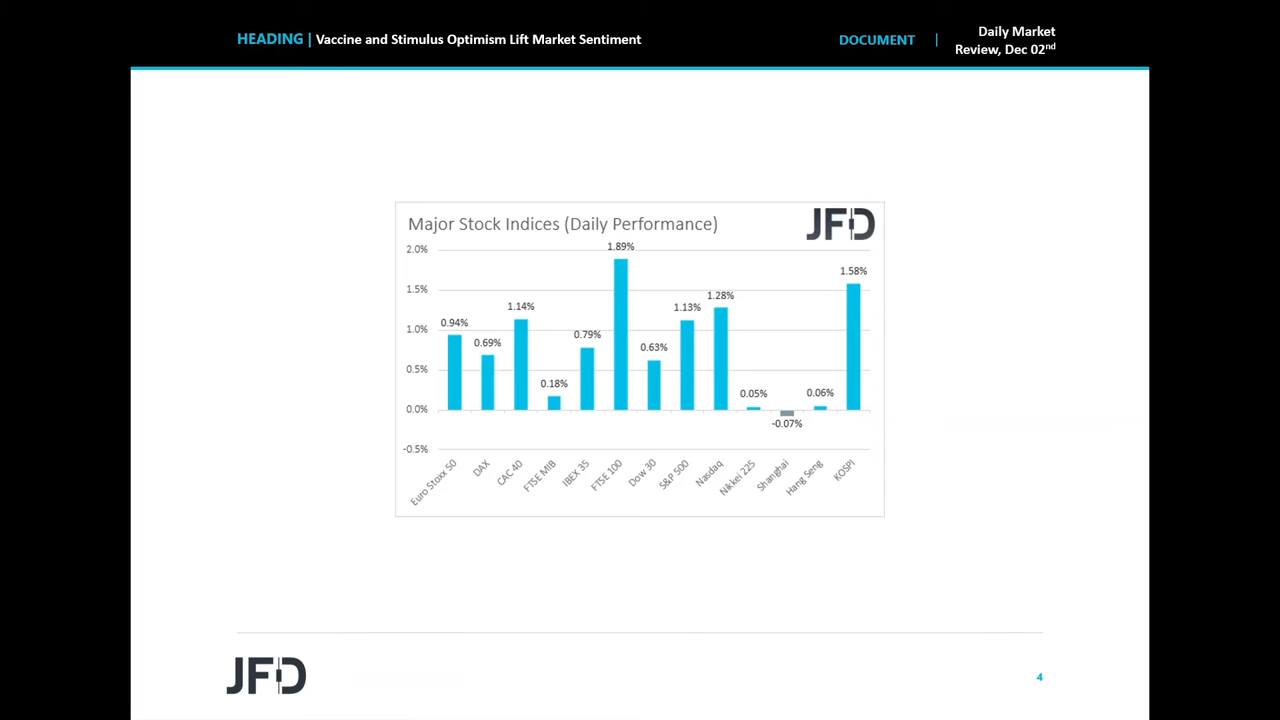 HEADING | Vaccine and Stimulus Optimism Lift Market Sentiment
DOCUMENT |
Daily Market
Review, Dec 02nd
Major Stock Indices (Daily Performance)
JFD
2.0%
1.5%
1.0%
0.5%
0.0%
-0.5%
0.94%
0.69%
1.14%
0.18%
0.79%
1.89%
0.63%
1.13%
1.28%
0.05%
-0.07%
0.06%
1.58%
Euro Stoxx 50
DAX
CAC 40
FTSE MIB
IBEX 35
FTSE 100
Dow 30
S&P 500
Nasdaq
Nikkei 225
Shanghai
Hang Seng
KOSPI
JFD
4